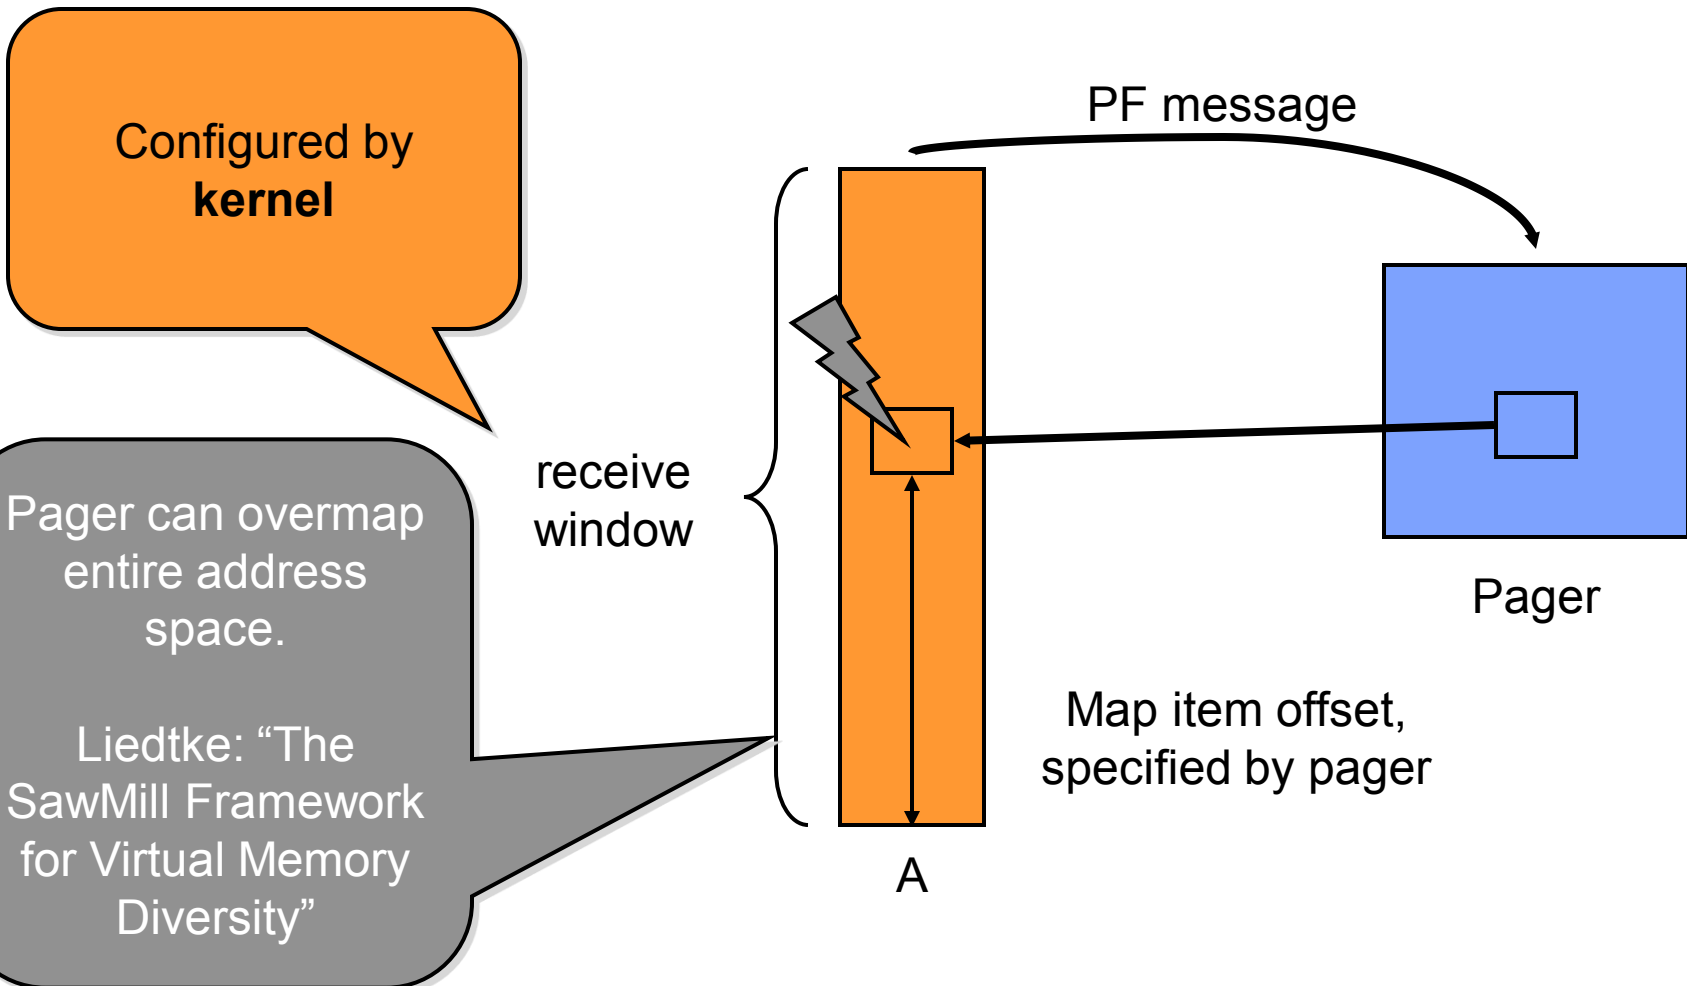 Configured by
kernel
PF message
receive
window
Pager can overmap
entire address
space.
Liedtke: “The
SawMill Framework
for Virtual Memory
Diversity”
Pager
Map item offset,
specified by pager
A